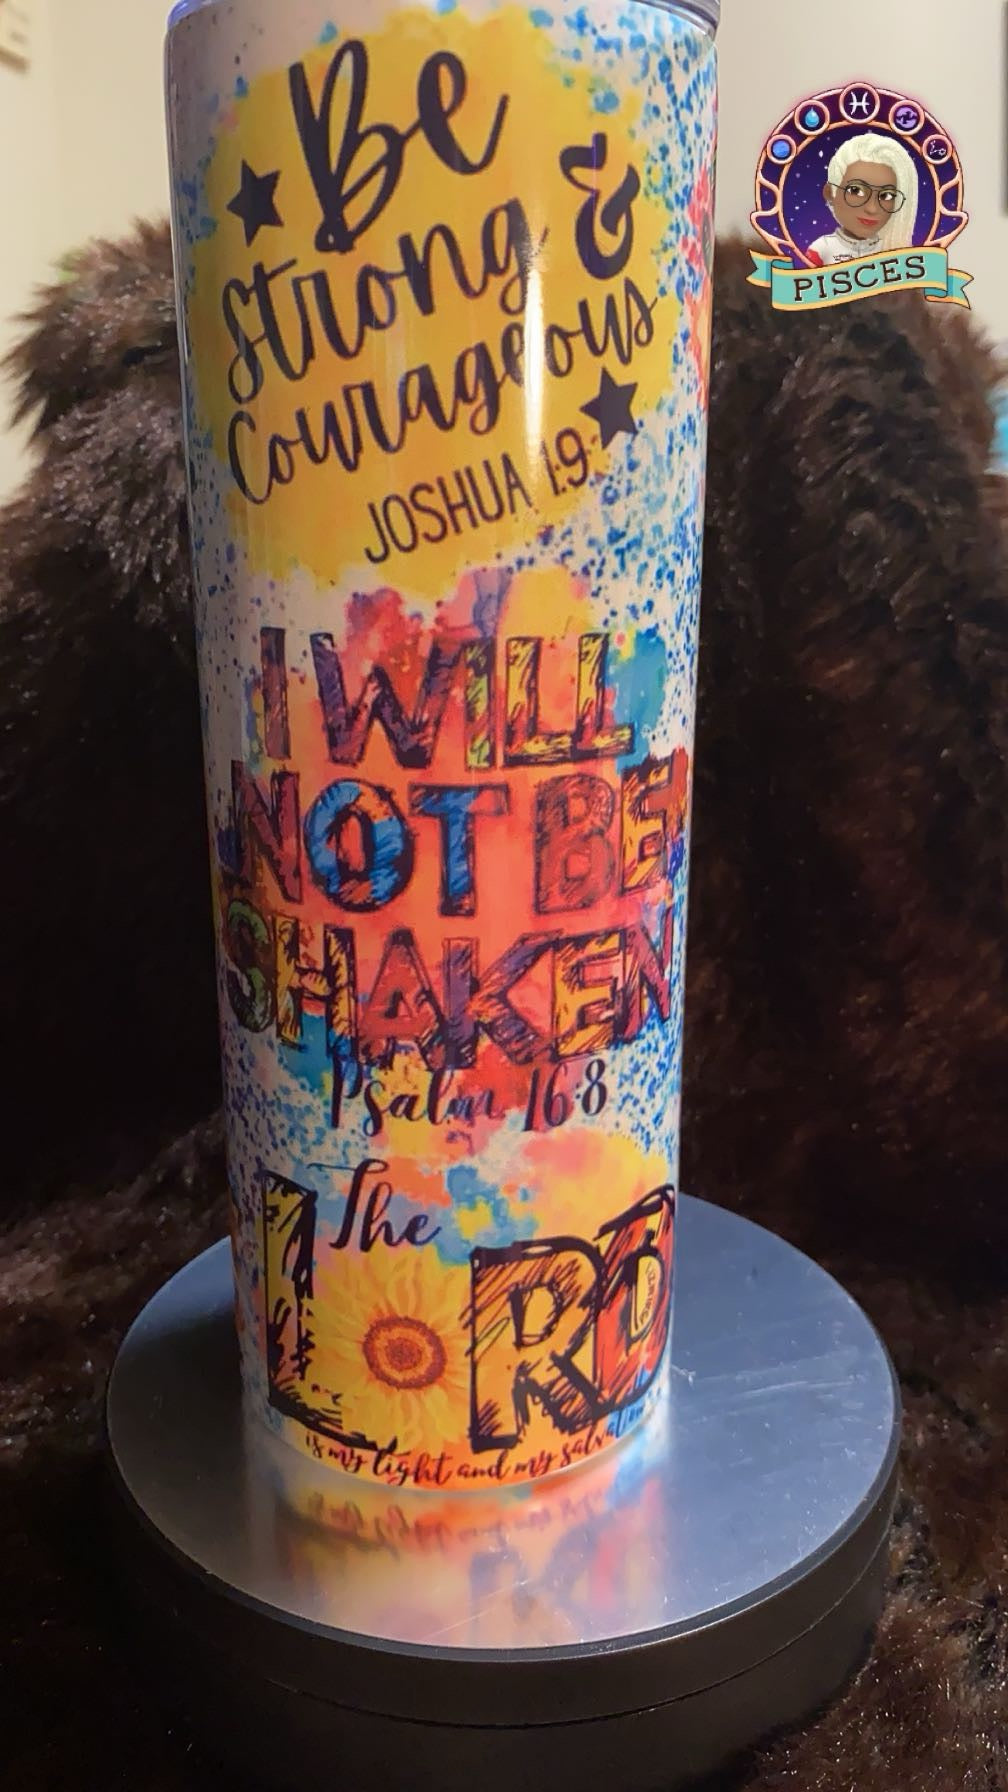 Be
Strong &
Courageous
JOSHUA 1:9
PISCES
I WILL
NOT BE
SHAKEN
Psalm 16:8
The
LORD
is my light and my salvation